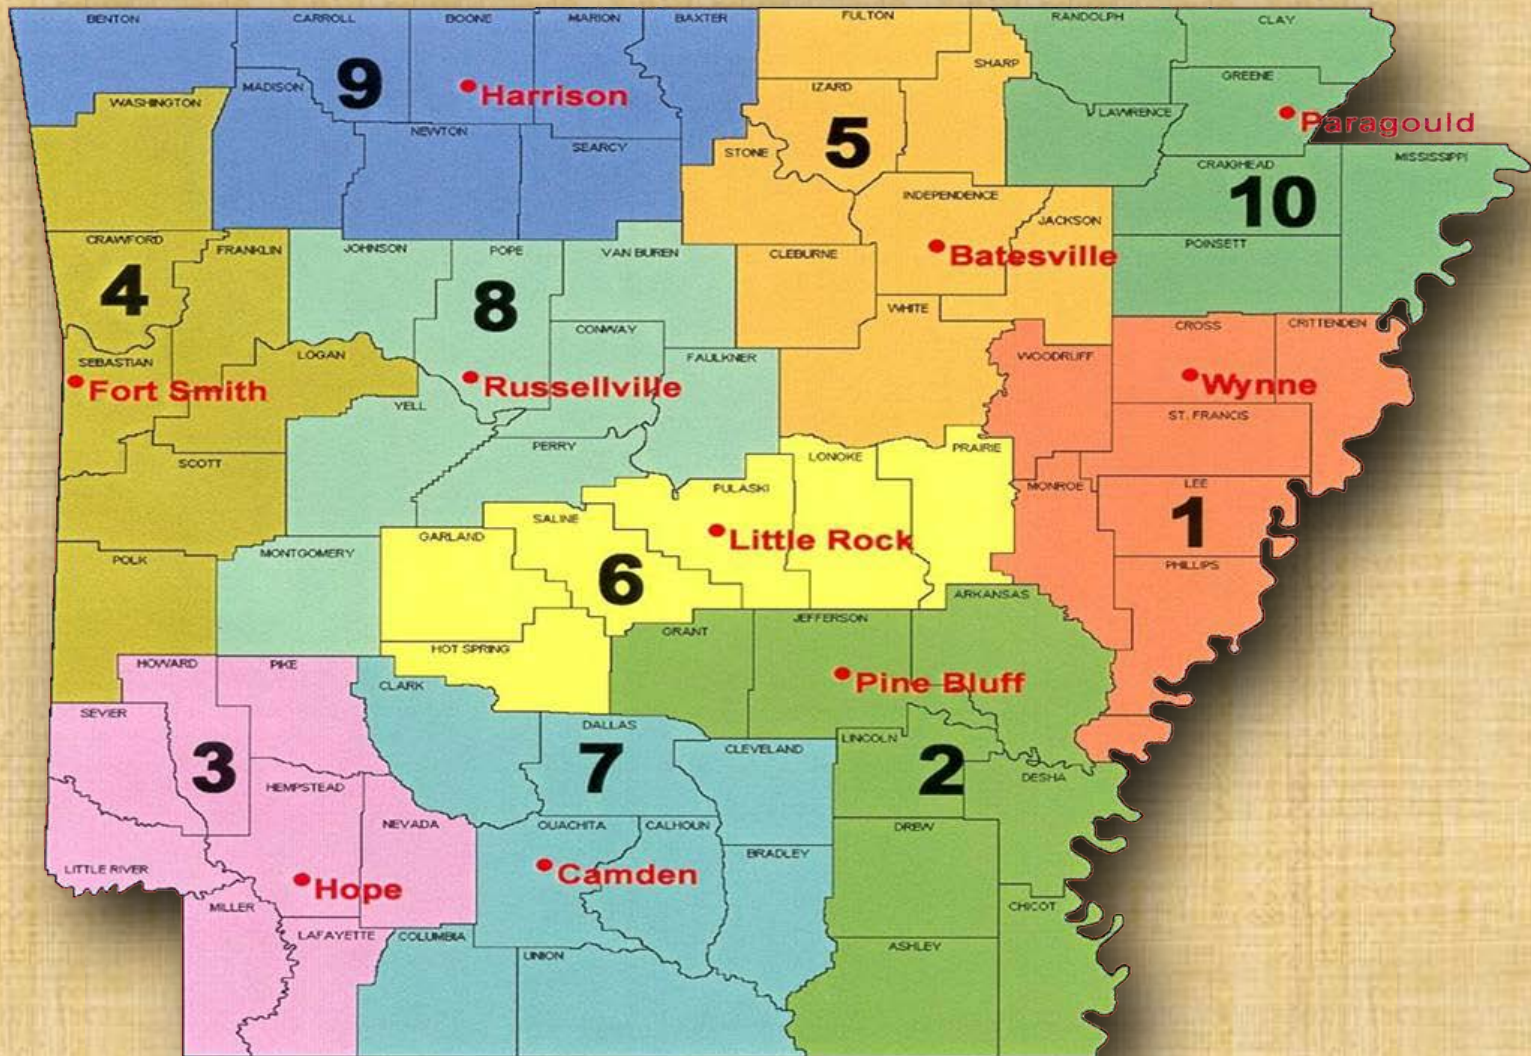 BENTON
CARROLL
BOONE
MARION
BAXTER
FULTON
RANDOLPH
CLAY
SHARP
GREENE
MADISON
9
Harrison
IZARD
WASHINGTON
LAWRENCE
Paragould
NEWTON
5
SEARCY
STONE
CRAIGHEAD
MISSISSIPPI
INDEPENDENCE
10
JACKSON
CRAWFORD
FRANKLIN
JOHNSON
POPE
VAN BUREN
CLEBURNE
Batesville
POINSETT
4
8
WHITE
CONWAY
CROSS
CRITTENDEN
SEBASTIAN
LOGAN
FAULKNER
WOODRUFF
Fort Smith
Russellville
Wynne
YELL
ST. FRANCIS
PERRY
PRAIRIE
LONOKE
SCOTT
PULASKI
MONROE
LEE
SALINE
1
GARLAND
Little Rock
POLK
MONTGOMERY
6
PHILLIPS
ARKANSAS
JEFFERSON
GRANT
HOT SPRING
HOWARD
PIKE
CLARK
Pine Bluff
SEVIER
DALLAS
LINCOLN
CLEVELAND
3
7
2
DESHA
HEMPSTEAD
NEVADA
OUACHITA
CALHOUN
DREW
BRADLEY
LITTLE RIVER
Hope
Camden
MILLER
CHICOT
LAFAYETTE
COLUMBIA
ASHLEY
UNION